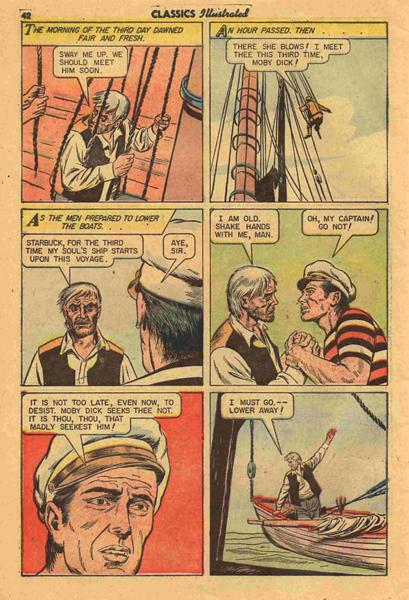 42
CLASSICS Illustrated
THE MORNING OF THE THIRD DAY DAWNED
FAIR AND FRESH.
SWAY ME UP. WE
SHOULD MEET
HIM SOON.
AN HOUR PASSED. THEN . . .
THERE SHE BLOWS! I MEET
THEE THIS THIRD TIME,
MOBY DICK!
AS THE MEN PREPARED TO LOWER
THE BOATS. . .
STARBUCK, FOR THE THIRD
TIME MY SOUL'S SHIP STARTS
UPON THIS VOYAGE.
AYE,
SIR.
I AM OLD.
SHAKE HANDS
WITH ME, MAN.
OH, MY CAPTAIN!
GO NOT!
IT IS NOT TOO LATE, EVEN NOW, TO
DESIST. MOBY DICK SEEKS THEE NOT.
IT IS THOU, THOU, THAT
MADLY SEEKEST HIM!
I MUST GO.--
LOWER AWAY!